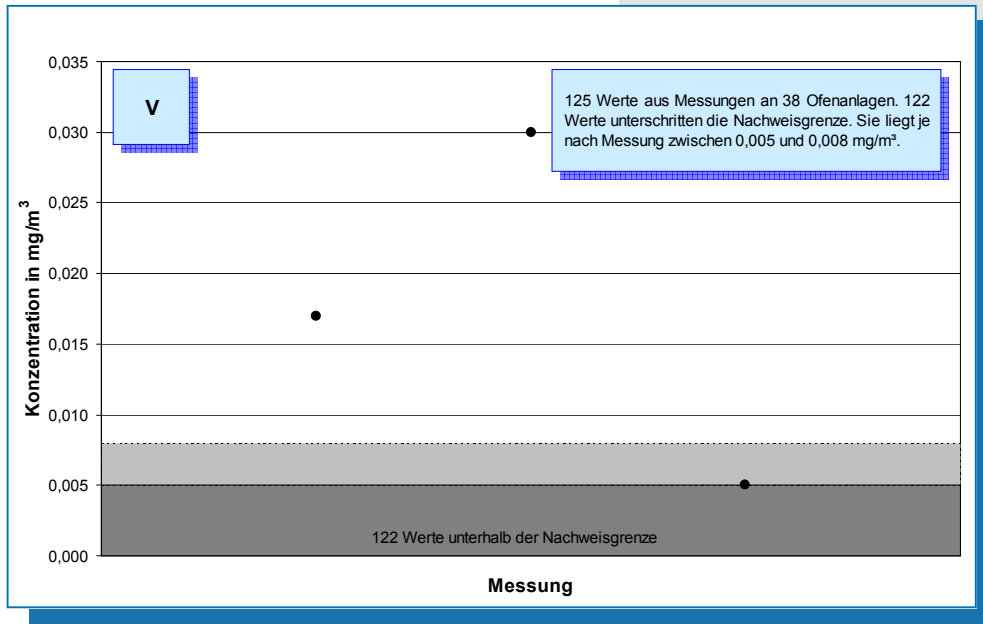 V
125 Werte aus Messungen an 38 Ofenanlagen. 122
Werte unterschritten die Nachweisgrenze. Sie liegt je
nach Messung zwischen 0,005 und 0,008 mg/m³.
Konzentration in mg/m³
0,035
0,030
0,025
0,020
0,015
0,010
0,005
0,000
122 Werte unterhalb der Nachweisgrenze
Messung